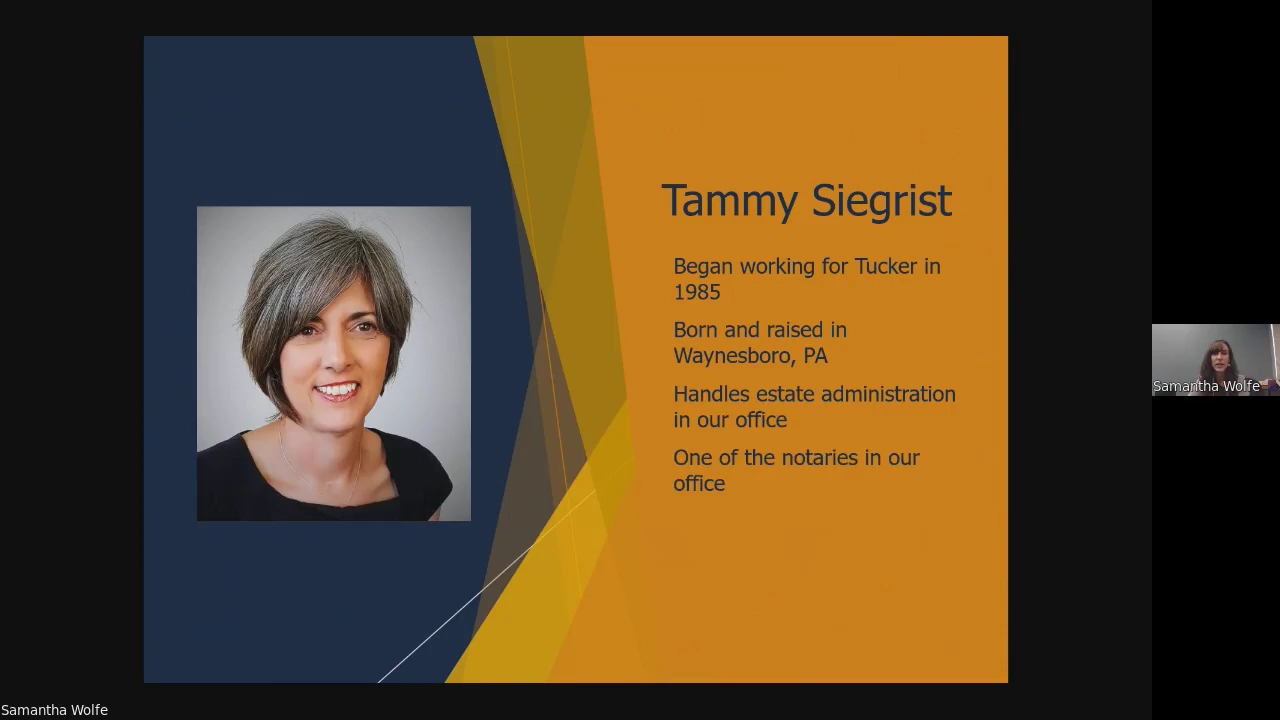 Tammy Siegrist
Began working for Tucker in
1985
Born and raised in
Waynesboro, PA
Handles estate administration
in our office
One of the notaries in our
office
Samantha Wolfe
Samantha Wolfe